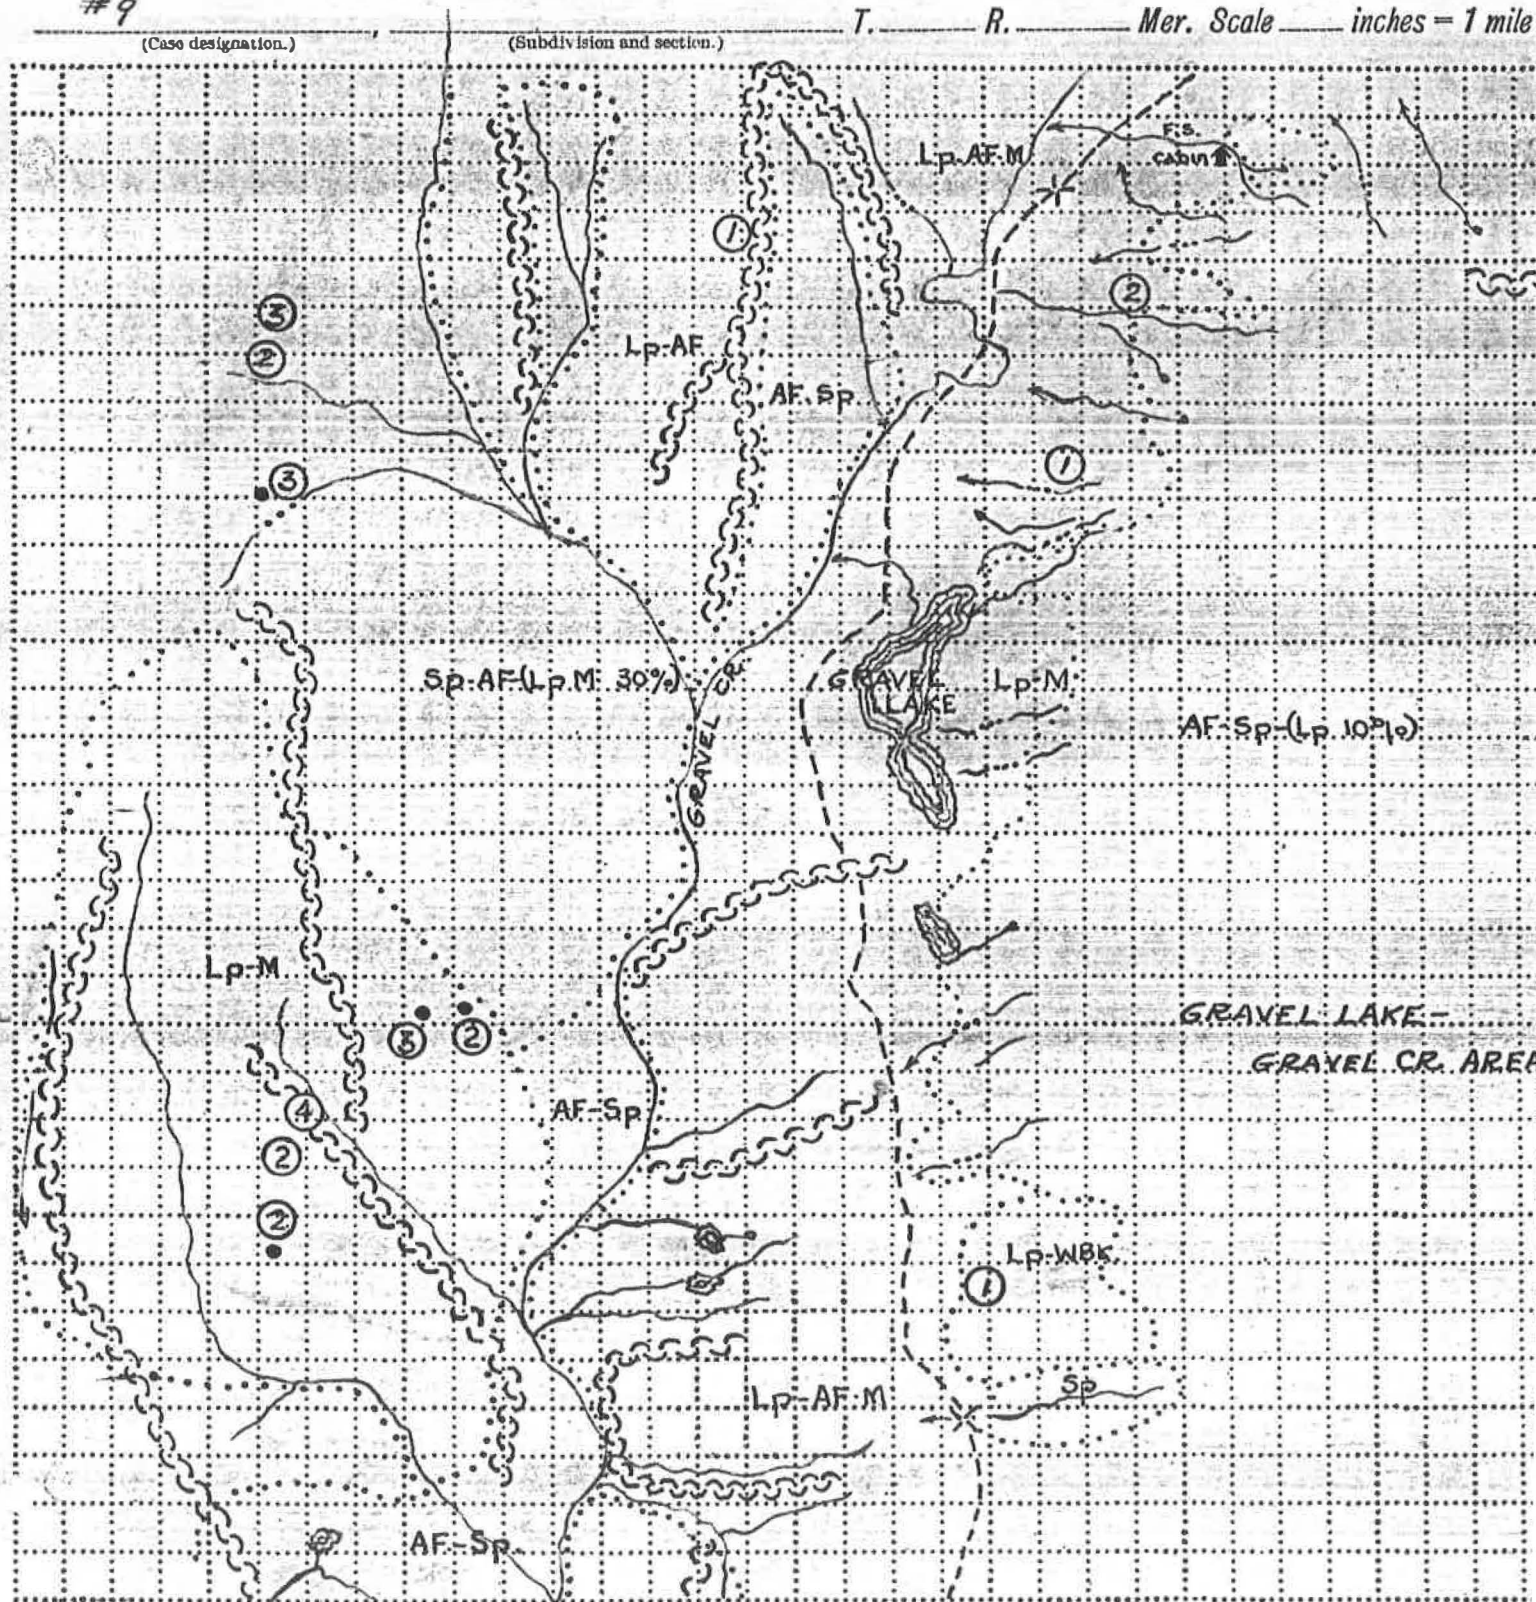 #9
(Case designation.) , (Subdivision and section.) T. R. Mer. Scale inches = 1 mile
Lp-AF-M
F.S.
CABIN
1
2
3
2
Lp-AF
AF-Sp
1
3
Sp-AF-(Lp M 30%)
GRAVEL CR.
GRAVEL
LAKE
Lp-M
AF-Sp-(Lp 10%)
Lp-M
3
2
GRAVEL LAKE-
GRAVEL CR. AREA
4
AF-Sp
2
2
Lp-WBK
1
Lp-AF-M
Sp
AF-Sp